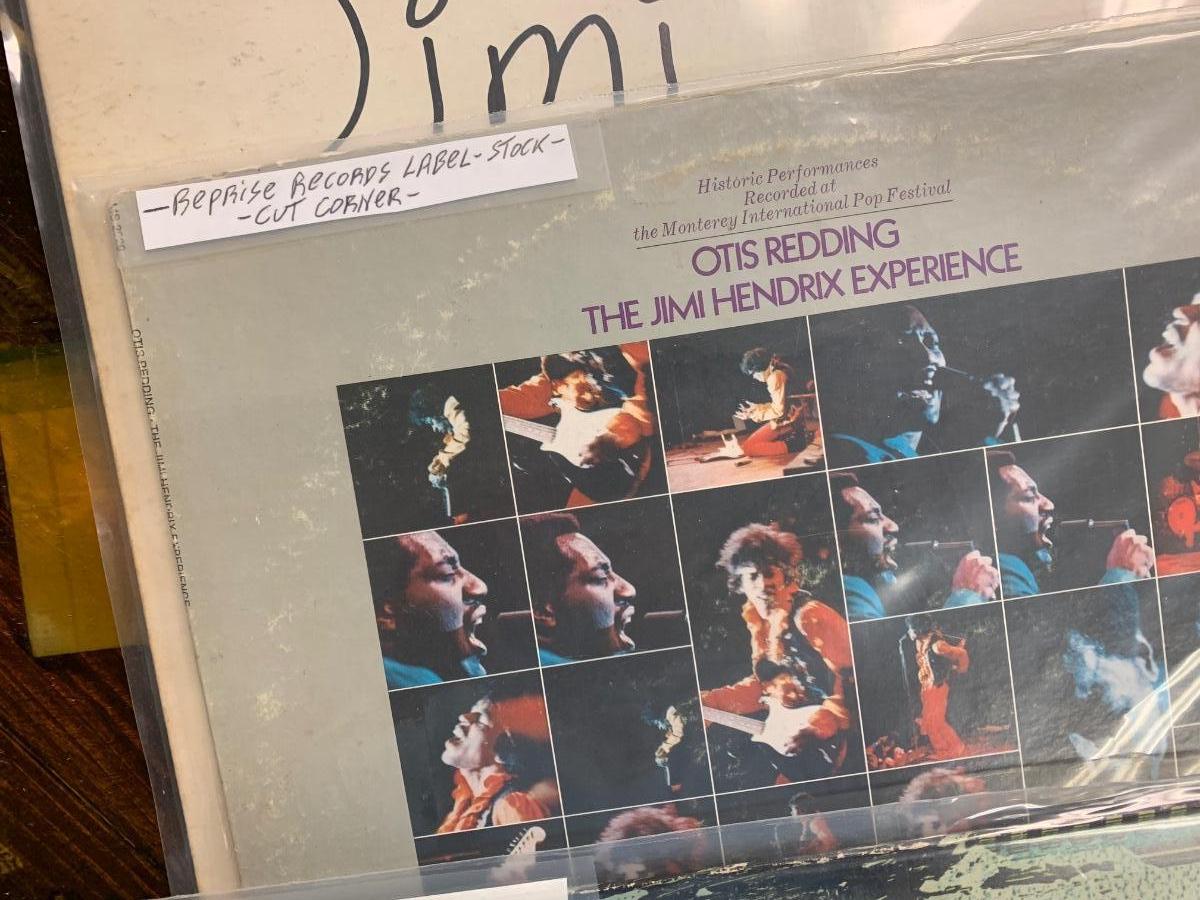 Jimi
-REPRISE RECORDS LABEL-STOCK-
-CUT CORNER-
Historic Performances
Recorded at
the Monterey International Pop Festival
OTIS REDDING
THE JIMI HENDRIX EXPERIENCE
OTIS REDDING · THE JIMI HENDRIX EXPERIENCE